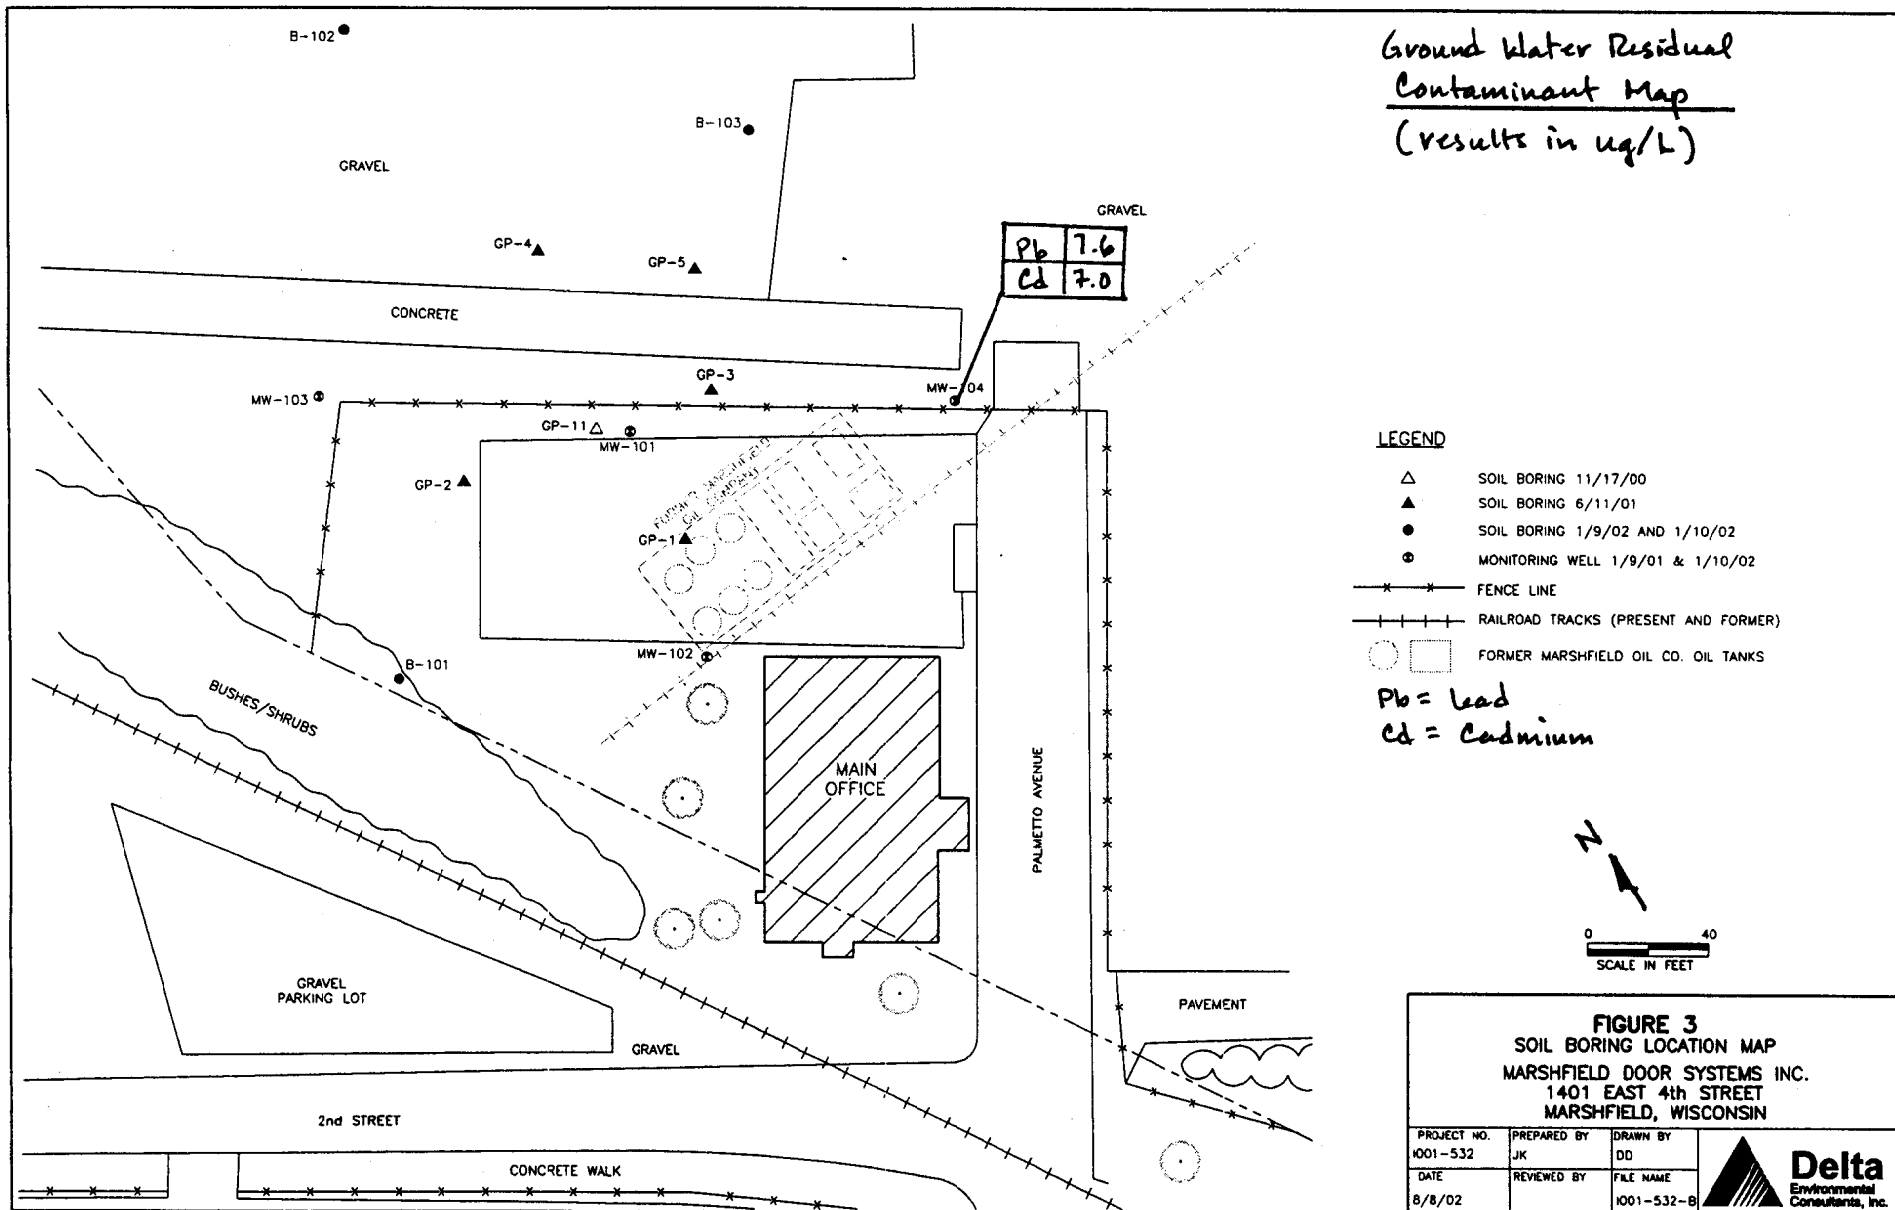 Ground Water Residual
Contaminant Map
(results in ug/L)
B-102
B-103
GRAVEL
GRAVEL
Pb 7.6
Cd 7.0
GP-4
GP-5
CONCRETE
GP-3
MW-104
MW-103
GP-11
MW-101
GP-2
FORMER MARSHFIELD
OIL COMPANY
GP-1
MW-102
B-101
BUSHES/SHRUBS
MAIN
OFFICE
PALMETTO AVENUE
GRAVEL
PARKING LOT
GRAVEL
PAVEMENT
2nd STREET
CONCRETE WALK
LEGEND
SOIL BORING 11/17/00
SOIL BORING 6/11/01
SOIL BORING 1/9/02 AND 1/10/02
MONITORING WELL 1/9/01 & 1/10/02
FENCE LINE
RAILROAD TRACKS (PRESENT AND FORMER)
FORMER MARSHFIELD OIL CO. OIL TANKS
Pb = Lead
Cd = Cadmium
N
0 40
SCALE IN FEET
FIGURE 3
SOIL BORING LOCATION MAP
MARSHFIELD DOOR SYSTEMS INC.
1401 EAST 4th STREET
MARSHFIELD, WISCONSIN
PROJECT NO. PREPARED BY DRAWN BY
I001-532 JK DD
DATE REVIEWED BY FILE NAME
8/8/02 I001-532-B
Delta
Environmental
Consultants, Inc.